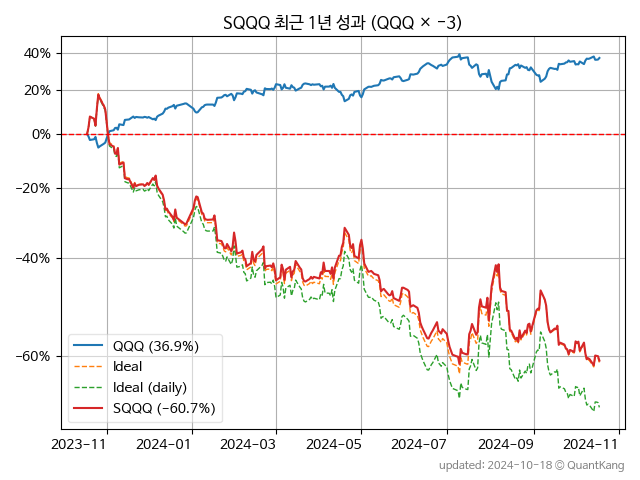 SQQQ 최근 1년 성과 (QQQ × −3)
40%
20%
0%
−20%
−40%
−60%
QQQ (36.9%)
Ideal
Ideal (daily)
SQQQ (−60.7%)
2023-11 2024-01 2024-03 2024-05 2024-07 2024-09 2024-11
updated: 2024-10-18 © QuantKang